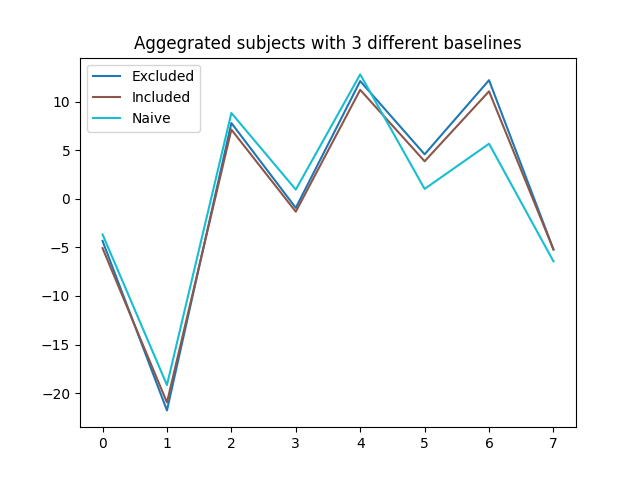 Aggegrated subjects with 3 different baselines
Excluded
Included
Naive
10
5
0
−5
−10
−15
−20
0 1 2 3 4 5 6 7